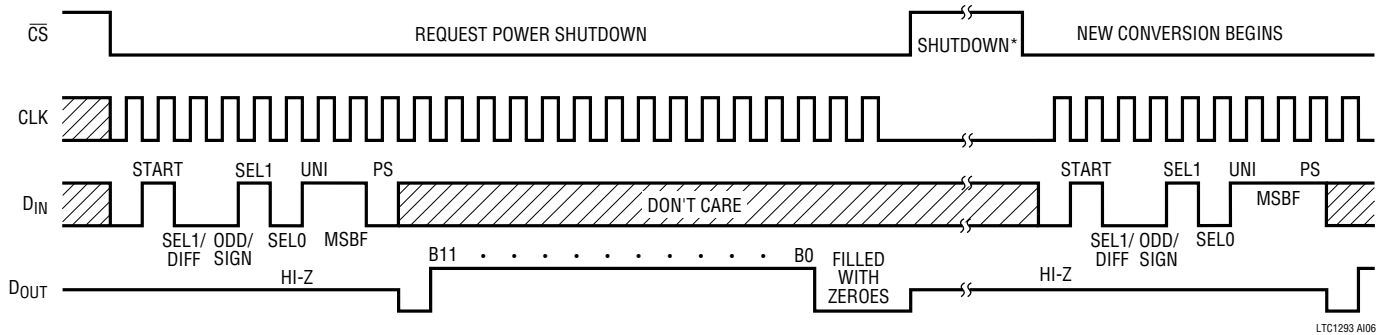 CS REQUEST POWER SHUTDOWN SHUTDOWN* NEW CONVERSION BEGINS
CLK
START SEL1 UNI PS START SEL1 UNI PS
DIN DON'T CARE MSBF
SEL1/ ODD/ SEL0 MSBF SEL1/ ODD/ SEL0
DIFF SIGN DIFF SIGN
B11 • • • • • • • • • • B0 FILLED
HI-Z WITH HI-Z
DOUT ZEROES
LTC1293 AI06